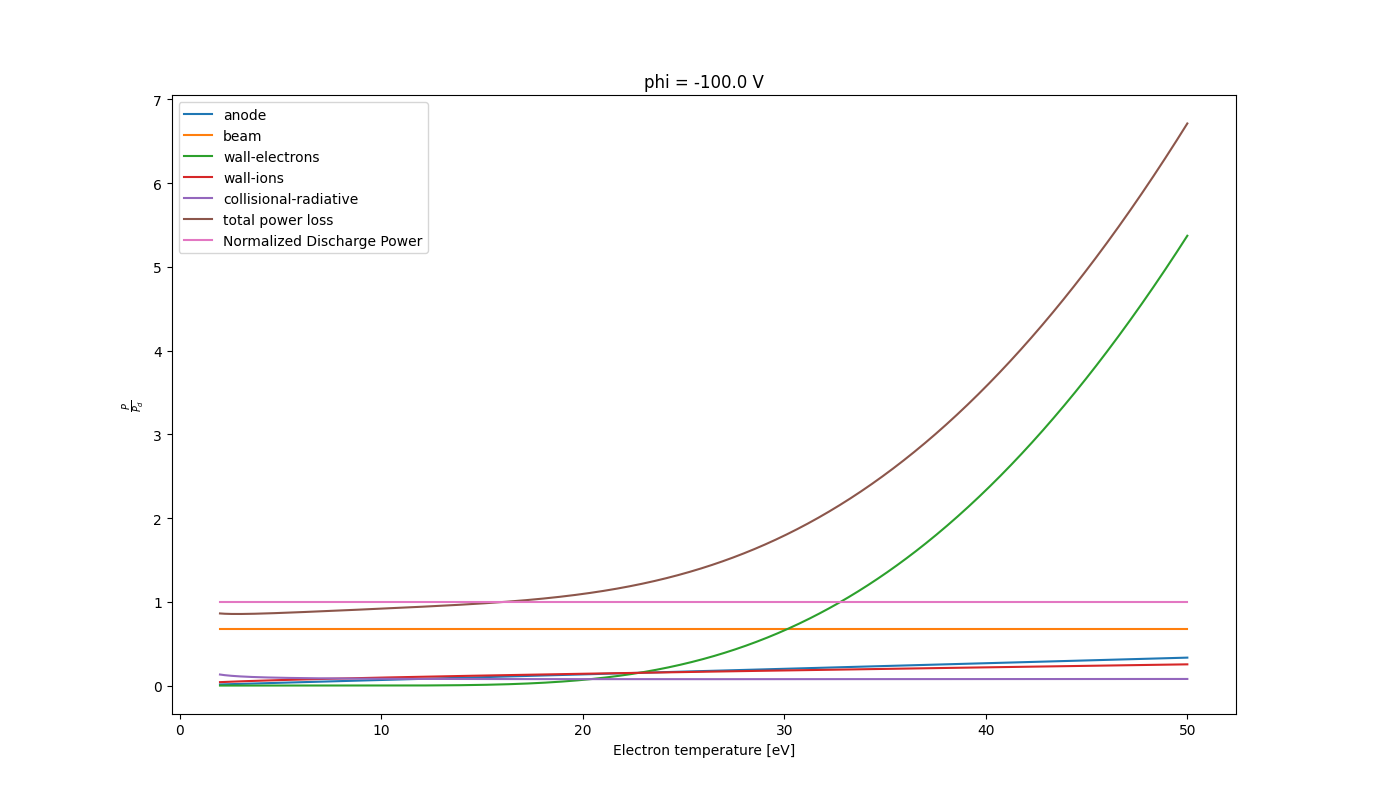 phi = -100.0 V
anode
beam
wall-electrons
wall-ions
collisional-radiative
total power loss
Normalized Discharge Power
7
6
5
4
3
2
1
0
P
P_d
0 10 20 30 40 50
Electron temperature [eV]